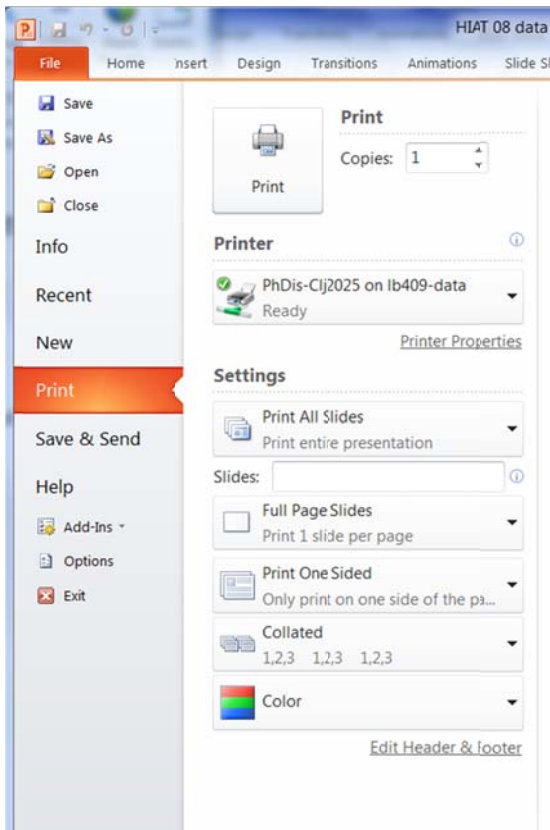 HIAT 08 data
File Home nsert Design Transitions Animations Slide S
Save
Save As
Open
Close
Info
Recent
New
Print
Save & Send
Help
Add-Ins
Options
Exit
Print
Copies: 1
Print
Printer
PhDis-Clj2025 on lb409-data
Ready
Printer Properties
Settings
Print All Slides
Print entire presentation
Slides:
Full Page Slides
Print 1 slide per page
Print One Sided
Only print on one side of the pa...
Collated
1,2,3 1,2,3 1,2,3
Color
Edit Header & Footer